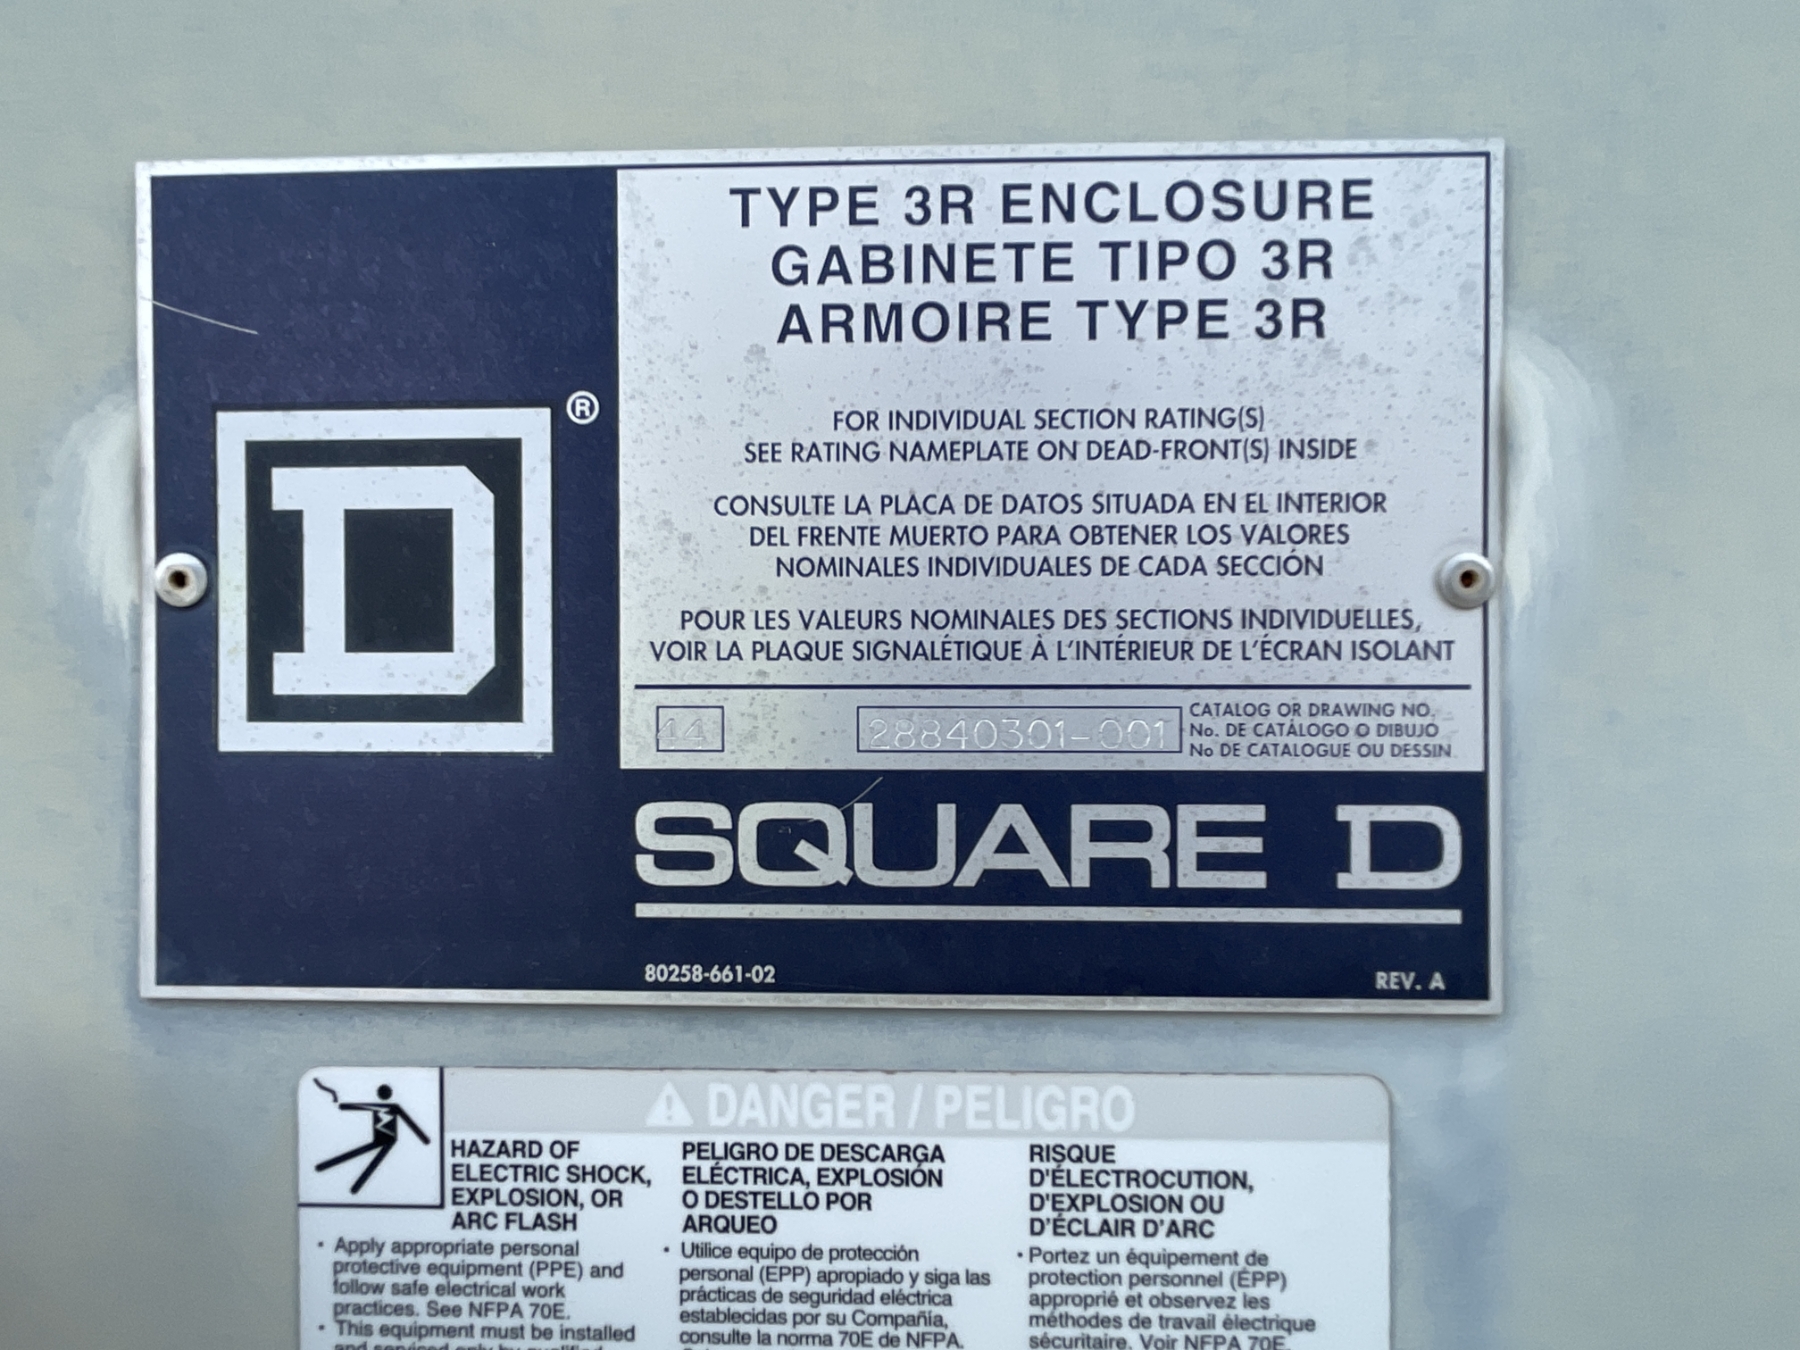 TYPE 3R ENCLOSURE
GABINETE TIPO 3R
ARMOIRE TYPE 3R
®
D
FOR INDIVIDUAL SECTION RATING(S)
SEE RATING NAMEPLATE ON DEAD-FRONT(S) INSIDE
CONSULTE LA PLACA DE DATOS SITUADA EN EL INTERIOR
DEL FRENTE MUERTO PARA OBTENER LOS VALORES
NOMINALES INDIVIDUALES DE CADA SECCIÓN
POUR LES VALEURS NOMINALES DES SECTIONS INDIVIDUELLES,
VOIR LA PLAQUE SIGNALÉTIQUE À L'INTÉRIEUR DE L'ÉCRAN ISOLANT
44 28840301-001
CATALOG OR DRAWING NO.
No. DE CATÁLOGO O DIBUJO
No DE CATALOGUE OU DESSIN
SQUARE D
80258-661-02 REV. A
DANGER / PELIGRO
HAZARD OF
ELECTRIC SHOCK,
EXPLOSION, OR
ARC FLASH
• Apply appropriate personal
protective equipment (PPE) and
follow safe electrical work
practices. See NFPA 70E.
• This equipment must be installed
and serviced only by qualified
PELIGRO DE DESCARGA
ELÉCTRICA, EXPLOSIÓN
O DESTELLO POR
ARQUEO
• Utilice equipo de protección
personal (EPP) apropiado y siga las
prácticas de seguridad eléctrica
establecidas por su Compañía,
consulte la norma 70E de NFPA.
RISQUE
D'ÉLECTROCUTION,
D'EXPLOSION OU
D'ÉCLAIR D'ARC
• Portez un équipement de
protection personnel (ÉPP)
approprié et observez les
méthodes de travail électrique
sécuritaire. Voir NFPA 70E.